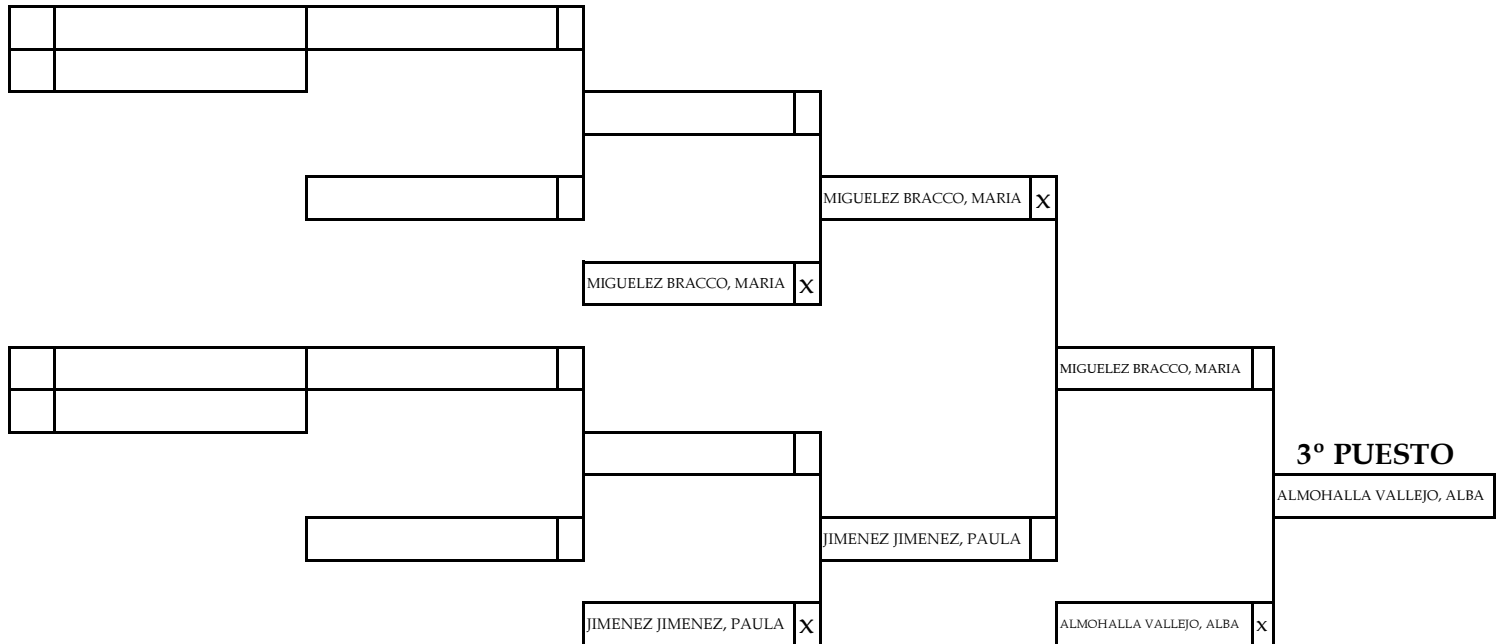 MIGUELEZ BRACCO, MARIA X
MIGUELEZ BRACCO, MARIA X
MIGUELEZ BRACCO, MARIA
3º PUESTO
ALMOHALLA VALLEJO, ALBA
JIMENEZ JIMENEZ, PAULA
JIMENEZ JIMENEZ, PAULA X
ALMOHALLA VALLEJO, ALBA x